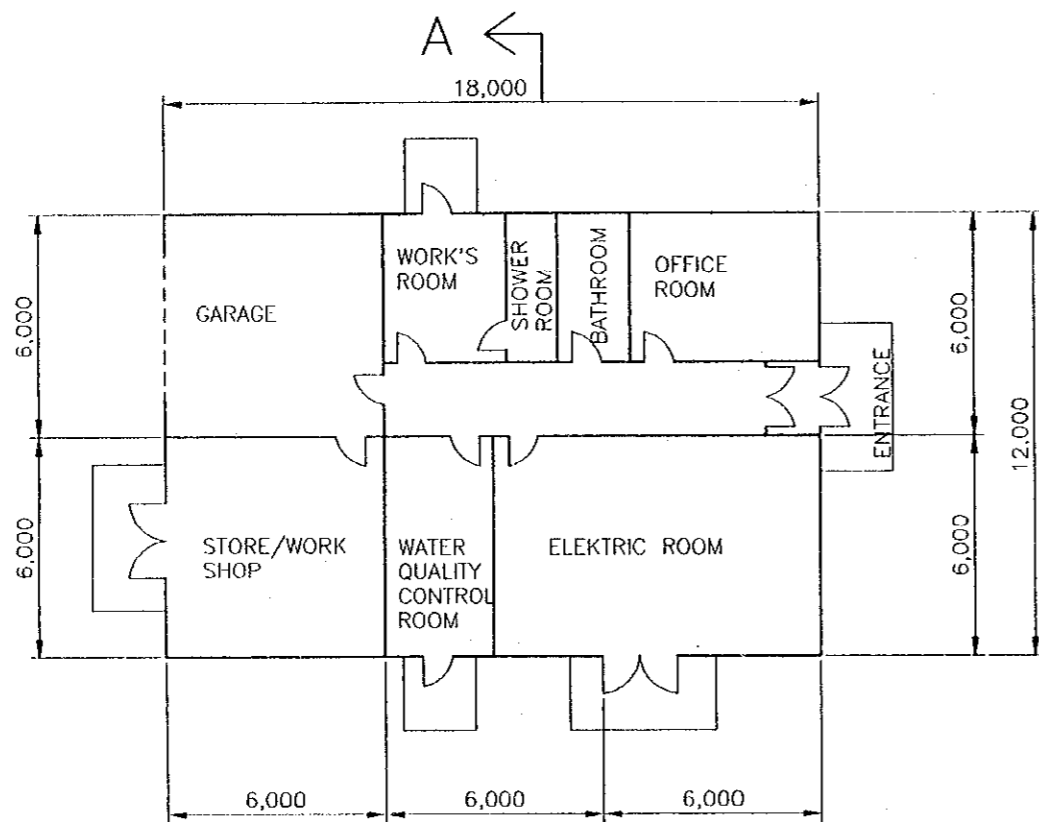 A
18,000
WORK'S
ROOM
SHOWER
ROOM
BATHROOM
OFFICE
ROOM
GARAGE
6,000
6,000
ENTRANCE
12.000
6,000
6,000
STORE/WORK
SHOP
WATER
QUALITY
CONTROL
ROOM
ELEKTRIC ROOM
6,000
6,000
6,000